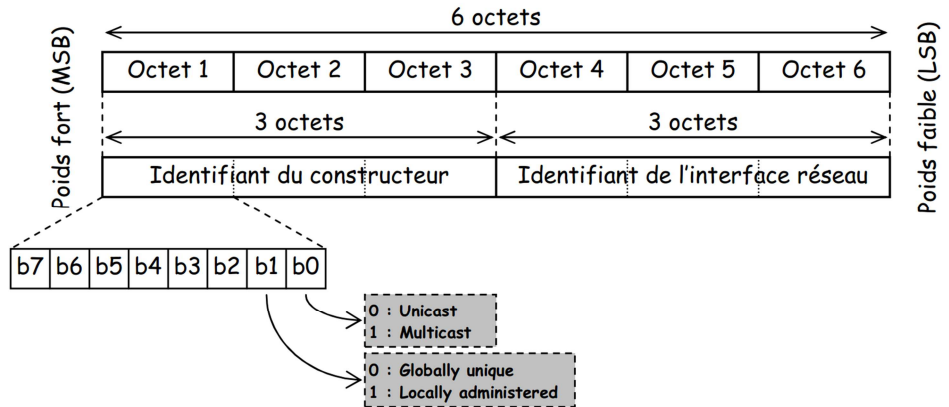 6 octets
Poids fort (MSB)
Octet 1 Octet 2 Octet 3 Octet 4 Octet 5 Octet 6
Poids faible (LSB)
3 octets 3 octets
Identifiant du constructeur Identifiant de l'interface réseau
b7 b6 b5 b4 b3 b2 b1 b0
0 : Unicast
1 : Multicast
0 : Globally unique
1 : Locally administered